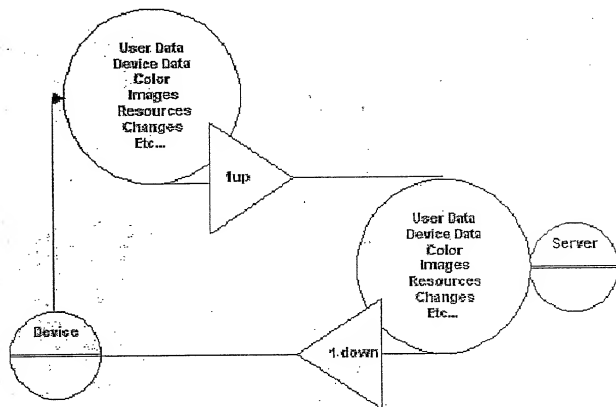 User Data
Device Data
Color
Images
Resources
Changes
Etc...
1up
User Data
Device Data
Color
Images
Resources
Changes
Etc...
Server
Device
1 down